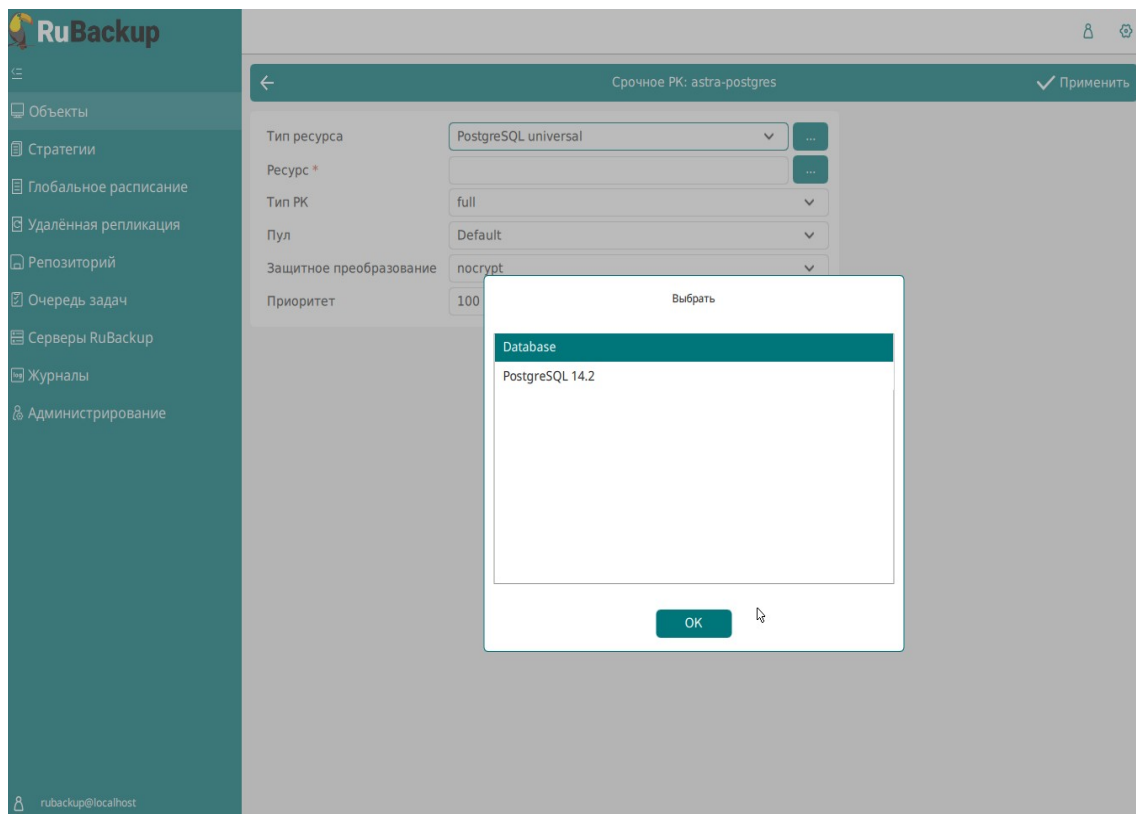 RuBackup
Срочное РК: astra-postgres
Применить
Объекты
Стратегии
Глобальное расписание
Удалённая репликация
Репозиторий
Очередь задач
Серверы RuBackup
Журналы
Администрирование
Тип ресурса
PostgreSQL universal
...
Ресурс *
...
Тип РК
full
Пул
Default
Защитное преобразование
nocrypt
Приоритет
100
Выбрать
Database
PostgreSQL 14.2
OK
rubackup@localhost